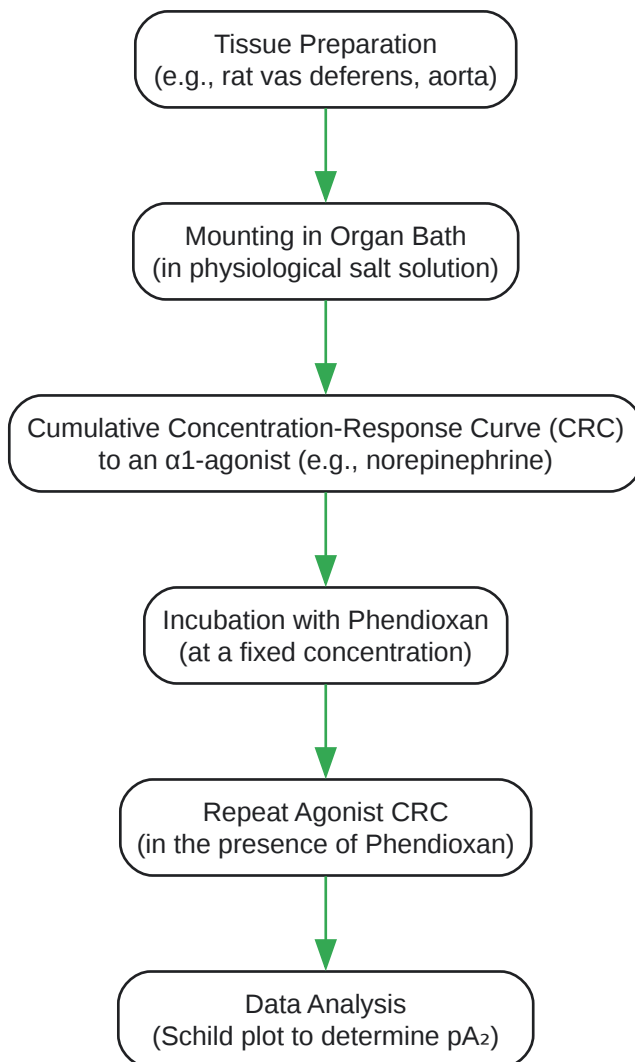 Tissue Preparation
(e.g., rat vas deferens, aorta)
Mounting in Organ Bath
(in physiological salt solution)
Cumulative Concentration-Response Curve (CRC)
to an α1-agonist (e.g., norepinephrine)
Incubation with Phendioxan
(at a fixed concentration)
Repeat Agonist CRC
(in the presence of Phendioxan)
Data Analysis
(Schild plot to determine pA₂)